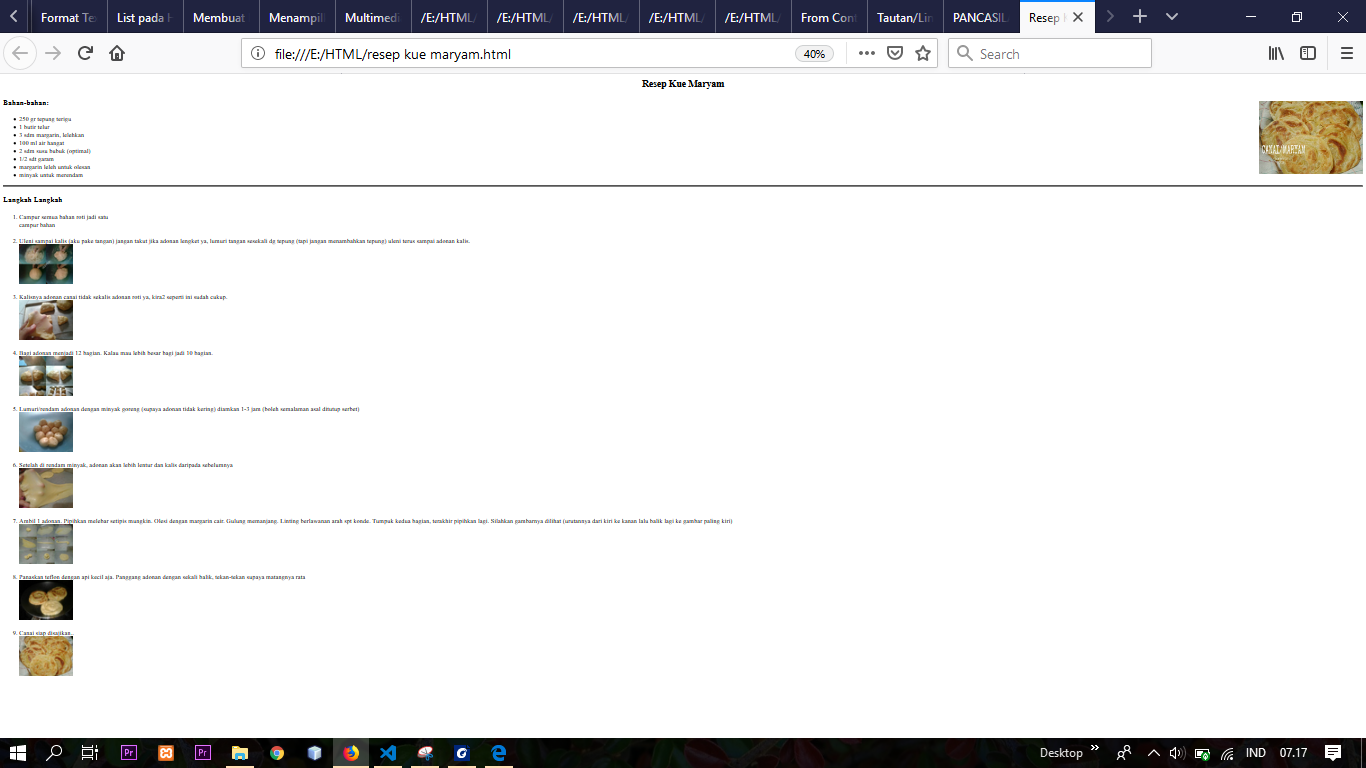 Format Te
List pada H
Membuat
Menampil
Multimedi
/E:/HTML/
/E:/HTML/
/E:/HTML/
/E:/HTML/
/E:/HTML/
From Cont
Tautan/Lin
PANCASIL
Resep K
file:///E:/HTML/resep kue maryam.html
40%
Search
Resep Kue Maryam
Bahan-bahan:
250 gr tepung terigu
1 butir telur
3 sdm margarin, lelehkan
100 ml air hangat
2 sdm susu bubuk (optimal)
1/2 sdt garam
margarin leleh untuk olesan
minyak untuk merendam
CANAI/MARYAM
Langkah Langkah
1. Campur semua bahan roti jadi satu
campur bahan
2. Uleni sampai kalis (aku pake tangan) jangan takut jika adonan lengket ya, lumuri tangan sesekali dg tepung (tapi jangan menambahkan tepung) uleni terus sampai adonan kalis.
3. Kalisnya adonan canai tidak sekalis adonan roti ya, kira2 seperti ini sudah cukup.
4. Bagi adonan menjadi 12 bagian. Kalau mau lebih besar bagi jadi 10 bagian.
5. Lumuri/rendam adonan dengan minyak goreng (supaya adonan tidak kering) diamkan 1-3 jam (boleh semalaman asal ditutup serbet)
6. Setelah di rendam minyak, adonan akan lebih lentur dan kalis daripada sebelumnya
7. Ambil 1 adonan. Pipihkan melebar setipis mungkin. Olesi dengan margarin cair. Gulung memanjang. Linting berlawanan arah spt konde. Tumpuk kedua bagian, terakhir pipihkan lagi. Silahkan gambarnya dilihat (urutannya dari kiri ke kanan lalu balik lagi ke gambar paling kiri)
8. Panaskan teflon dengan api kecil aja. Panggang adonan dengan sekali balik, tekan-tekan supaya matangnya rata
9. Canai siap disajikan..
Pr
Pr
Desktop
IND
07.17